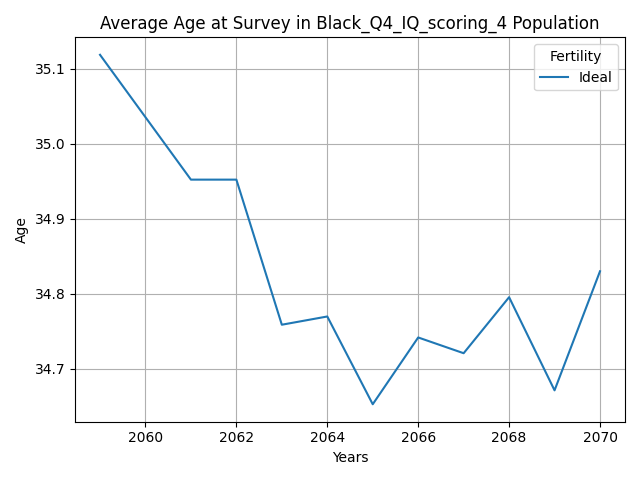 Average Age at Survey in Black_Q4_IQ_scoring_4 Population
Fertility
Ideal
35.1
35.0
34.9
34.8
34.7
Age
2060 2062 2064 2066 2068 2070
Years